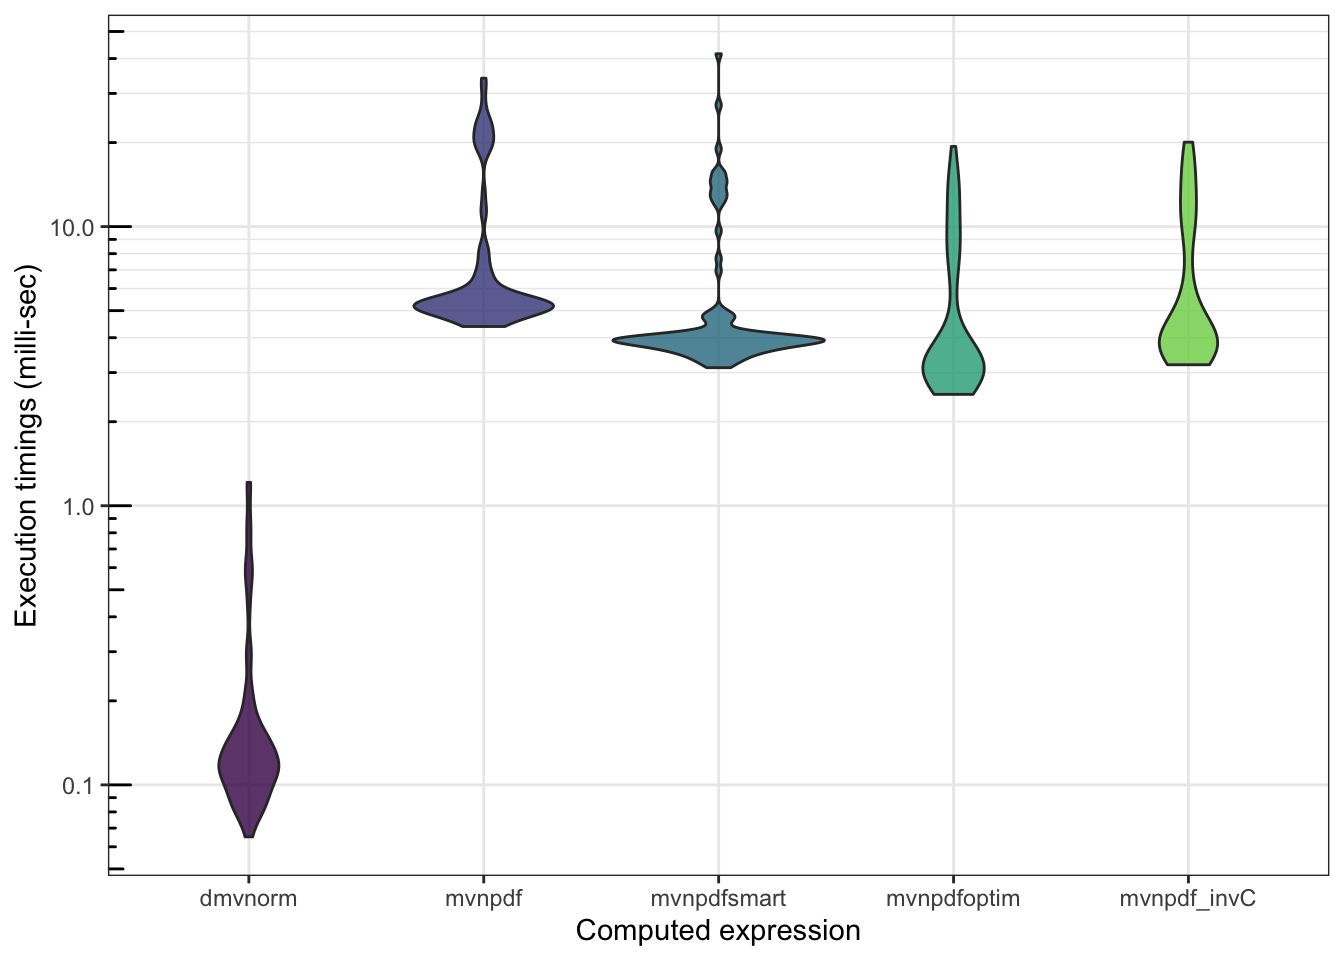 Execution timings (milli-sec)
10.0
1.0
0.1
dmvnorm mvnpdf mvnpdfsmart mvnpdfoptim mvnpdf_invC
Computed expression